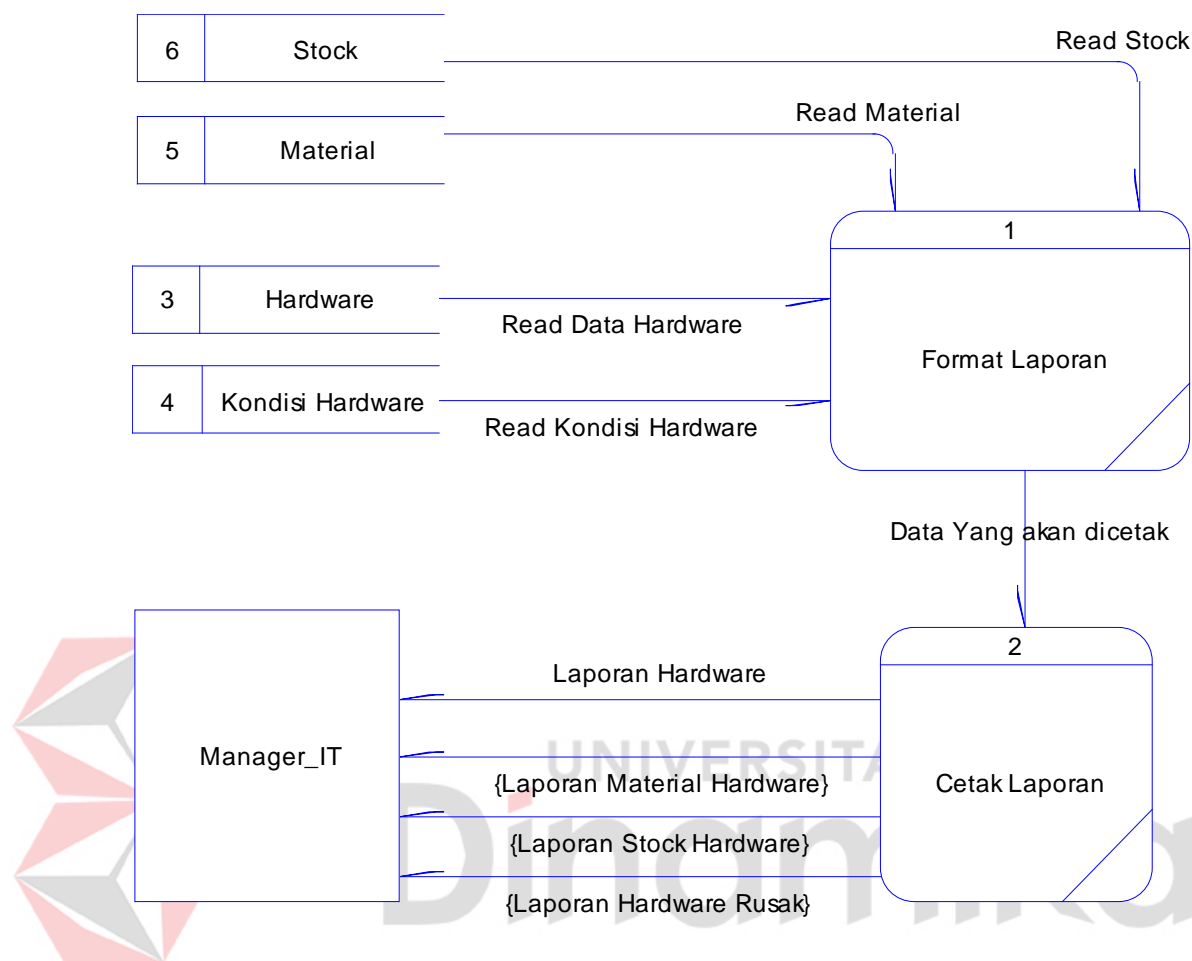 6 Stock
Read Stock
Read Material
5 Material
1
3 Hardware
Read Data Hardware
Format Laporan
4 Kondisi Hardware
Read Kondisi Hardware
Data Yang akan dicetak
2
Laporan Hardware
Manager_IT
{Laporan Material Hardware}
Cetak Laporan
{Laporan Stock Hardware}
{Laporan Hardware Rusak}
UNIVERSITA
Dinamika